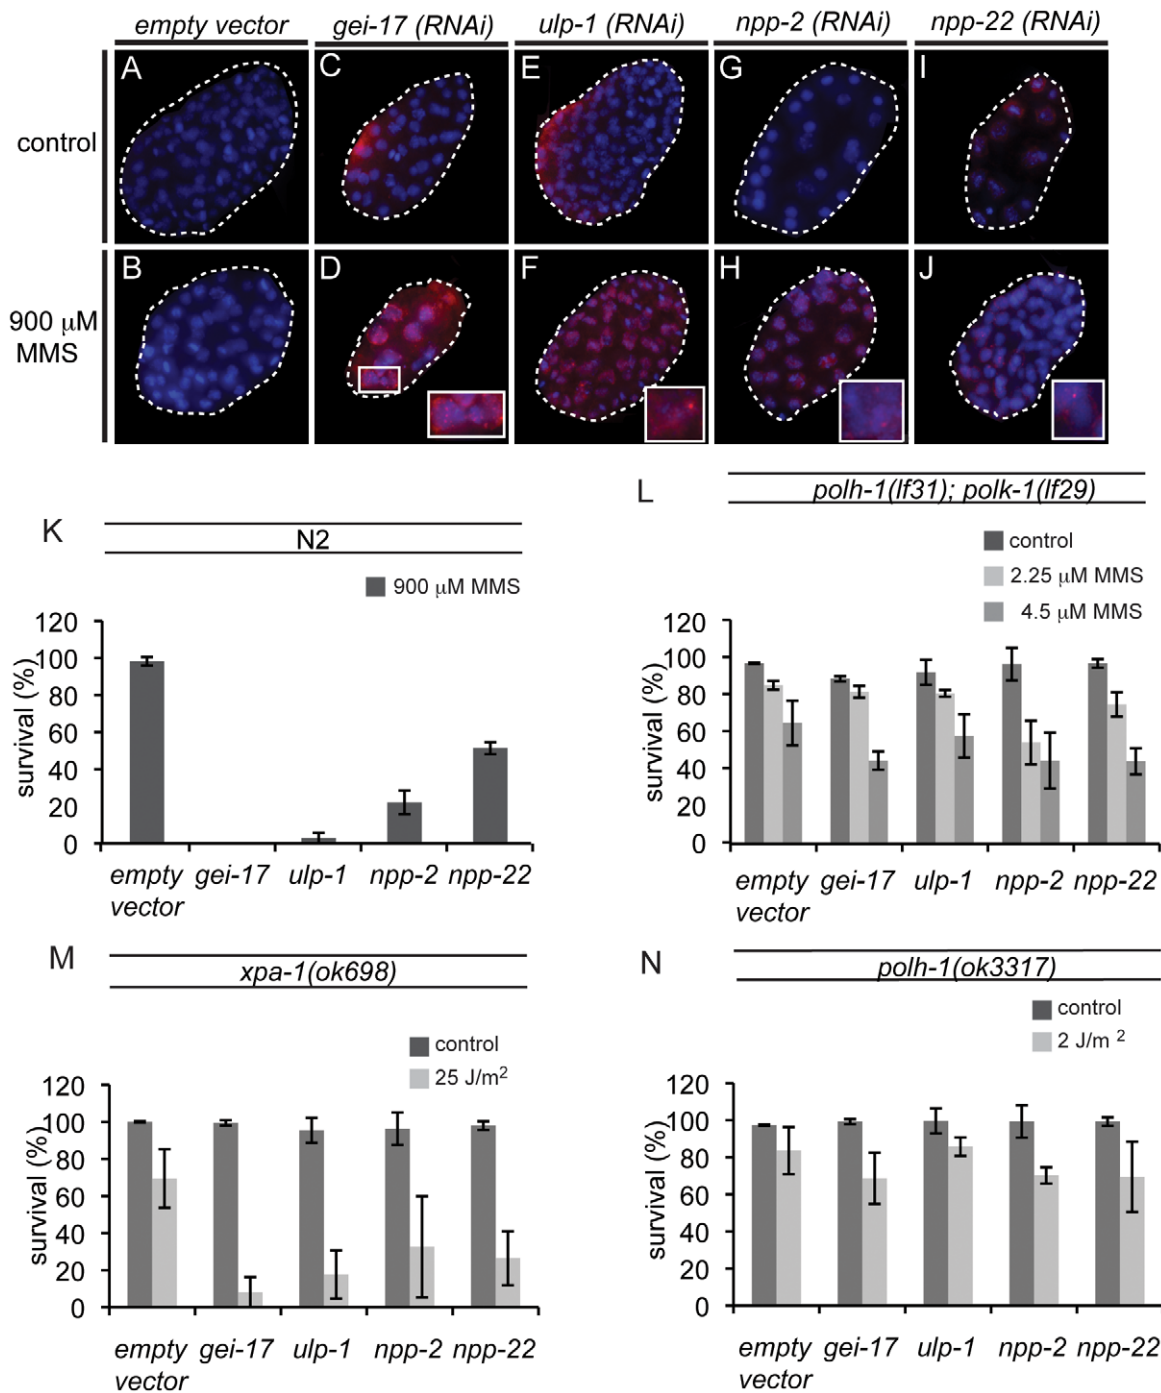 empty vector gei-17 (RNAi) ulp-1 (RNAi) npp-2 (RNAi) npp-22 (RNAi)
A C E G I
control
B D F H J
900 μM
MMS
L
polh-1(lf31); polk-1(lf29)
K
N2
control
900 μM MMS
2.25 μM MMS
4.5 μM MMS
survival (%)
120
100
80
60
40
20
0
empty gei-17 ulp-1 npp-2 npp-22
vector
survival (%)
120
100
80
60
40
20
0
empty gei-17 ulp-1 npp-2 npp-22
vector
M
xpa-1(ok698)
control
25 J/m2
survival (%)
120
100
80
60
40
20
0
empty gei-17 ulp-1 npp-2 npp-22
vector
N
polh-1(ok3317)
control
2 J/m 2
survival (%)
120
100
80
60
40
20
0
empty gei-17 ulp-1 npp-2 npp-22
vector